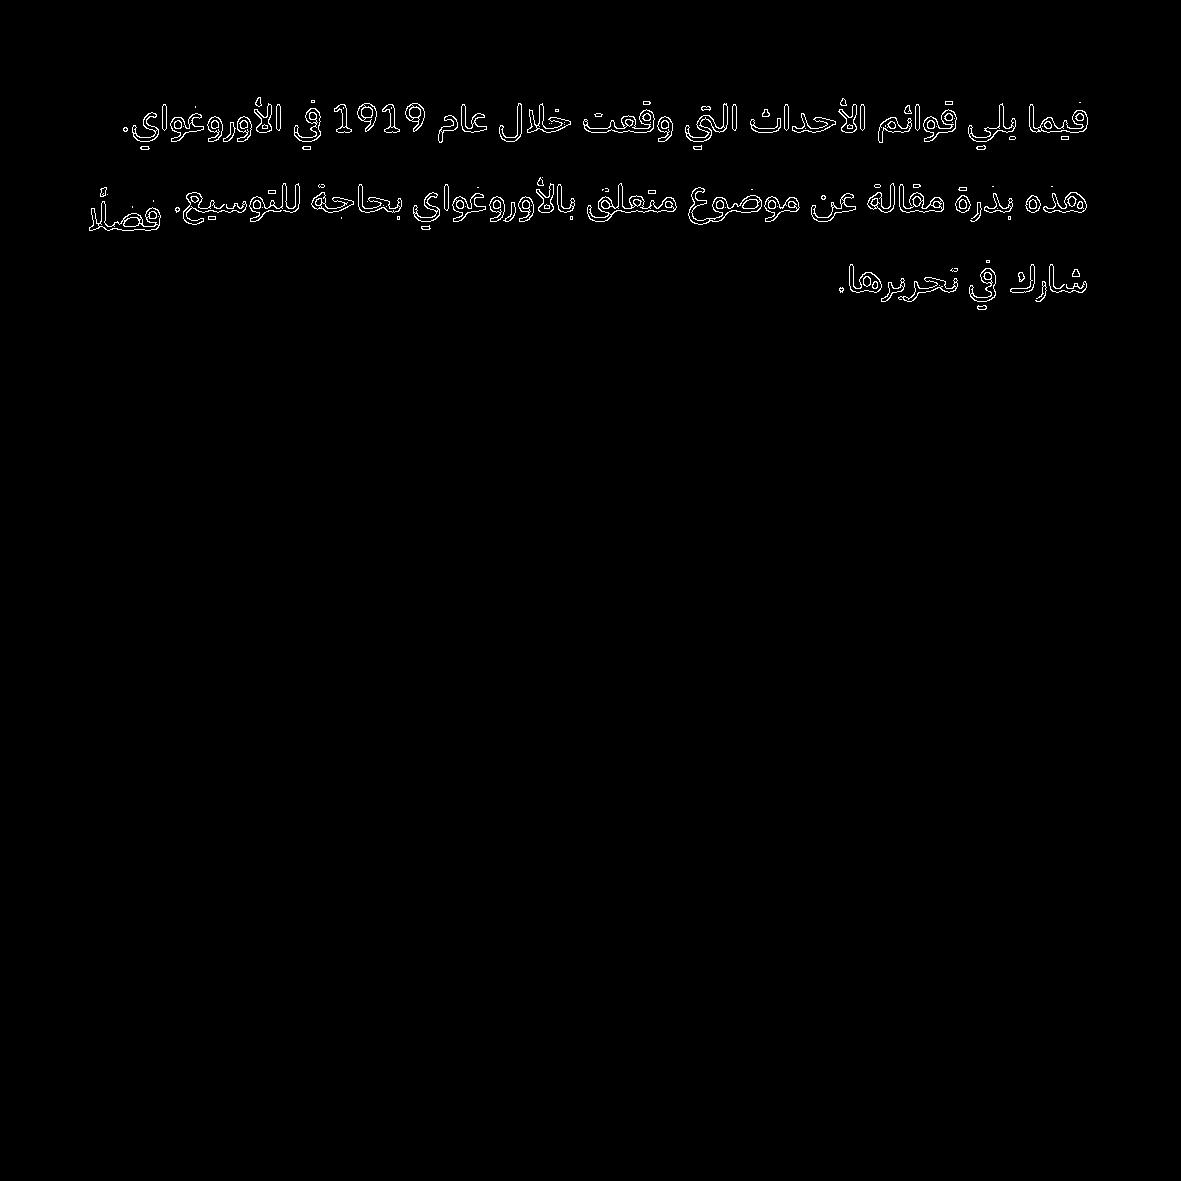 فيما يلي قوائم الأحداث التي وقعت خلال عام 1919 في الأوروغواي.
هذه بذرة مقالة عن موضوع متعلق بالأوروغواي بحاجة للتوسيع. فضلًا
شارك في تحريرها.